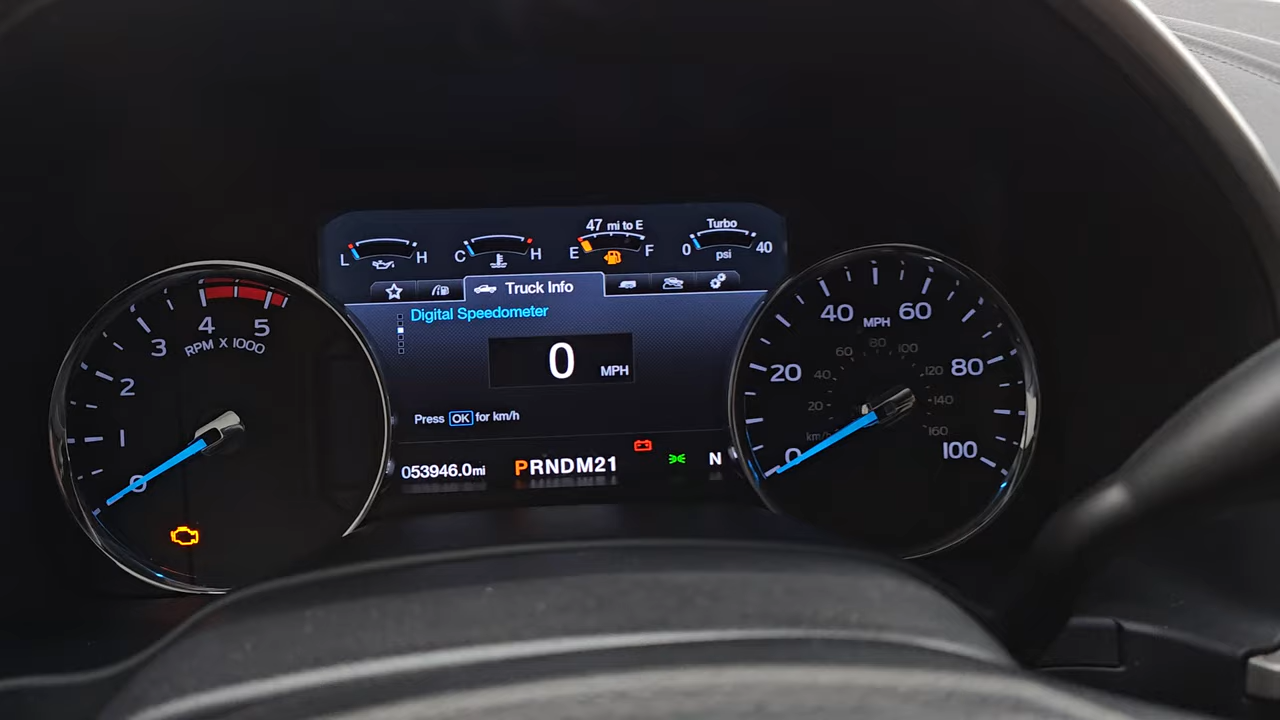 47 mi to E
Turbo
L H
C H
E F
0 40
psi
Truck Info
Digital Speedometer
0 MPH
Press OK for km/h
053946.0mi
PRNDM21
N
0 1 2 3 4 5
RPM X 1000
0 20 40 60 80 100
MPH
20 40 60 80 100 120 140 160
km/h